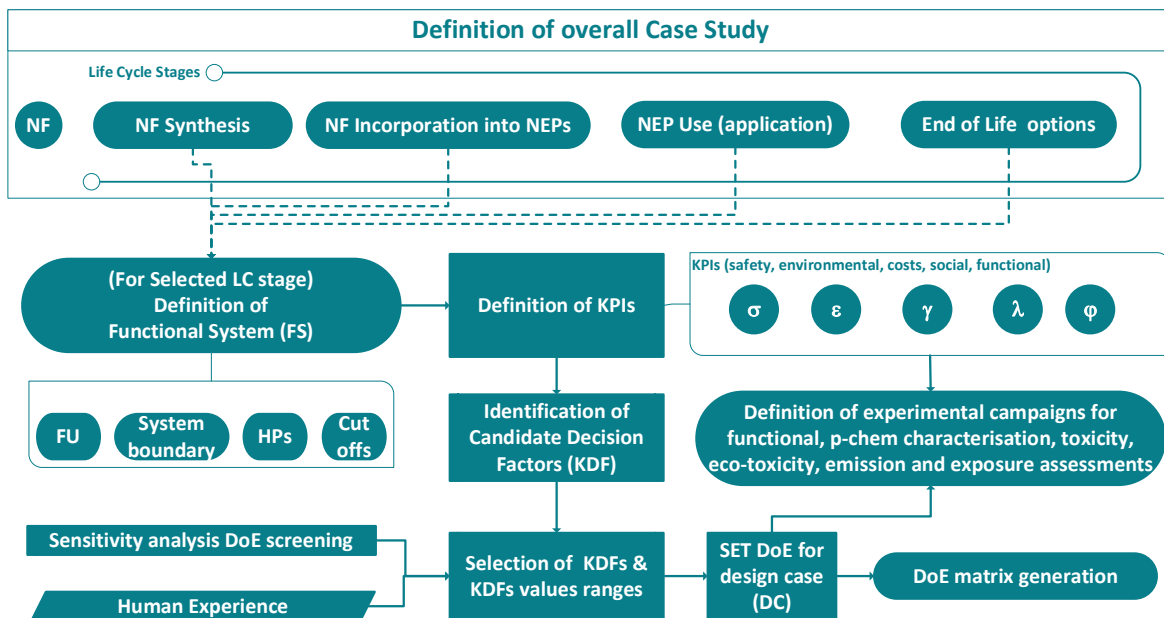 Definition of overall Case Study
Life Cycle Stages
NF
NF Synthesis
NF Incorporation into NEPs
NEP Use (application)
End of Life options
(For Selected LC stage)
Definition of
Functional System (FS)
Definition of KPIs
KPIs (safety, environmental, costs, social, functional)
σ
ε
γ
λ
φ
FU
System
boundary
HPs
Cut
offs
Identification of
Candidate Decision
Factors (KDF)
Definition of experimental campaigns for
functional, p-chem characterisation, toxicity,
eco-toxicity, emission and exposure assessments
Sensitivity analysis DoE screening
Human Experience
Selection of KDFs &
KDFs values ranges
SET DoE for
design case
(DC)
DoE matrix generation